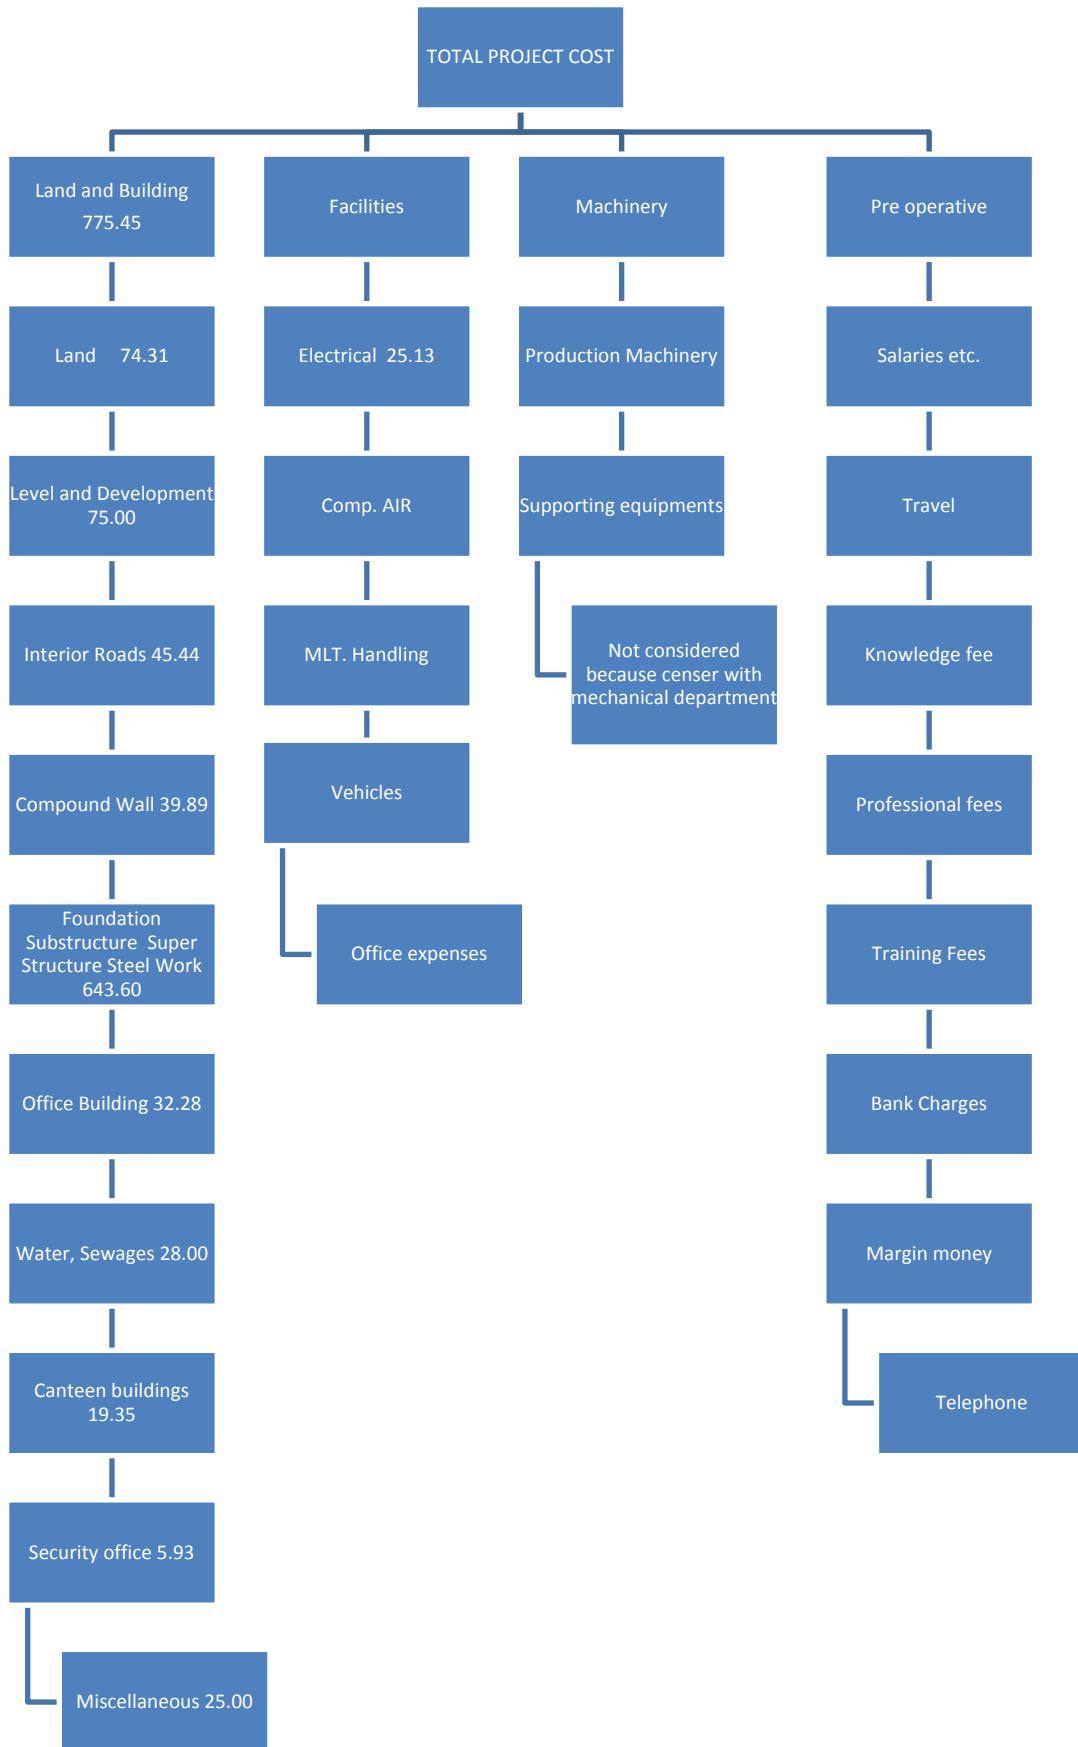 TOTAL PROJECT COST
Land and Building
775.45
Facilities
Machinery
Pre operative
Land 74.31
Electrical 25.13
Production Machinery
Salaries etc.
Level and Development
75.00
Comp. AIR
Supporting equipments
Travel
Interior Roads 45.44
MLT. Handling
Not considered
because censer with
mechanical department
Knowledge fee
Compound Wall 39.89
Vehicles
Professional fees
Foundation
Substructure Super
Structure Steel Work
643.60
Office expenses
Training Fees
Office Building 32.28
Bank Charges
Water, Sewages 28.00
Margin money
Canteen buildings
19.35
Telephone
Security office 5.93
Miscellaneous 25.00